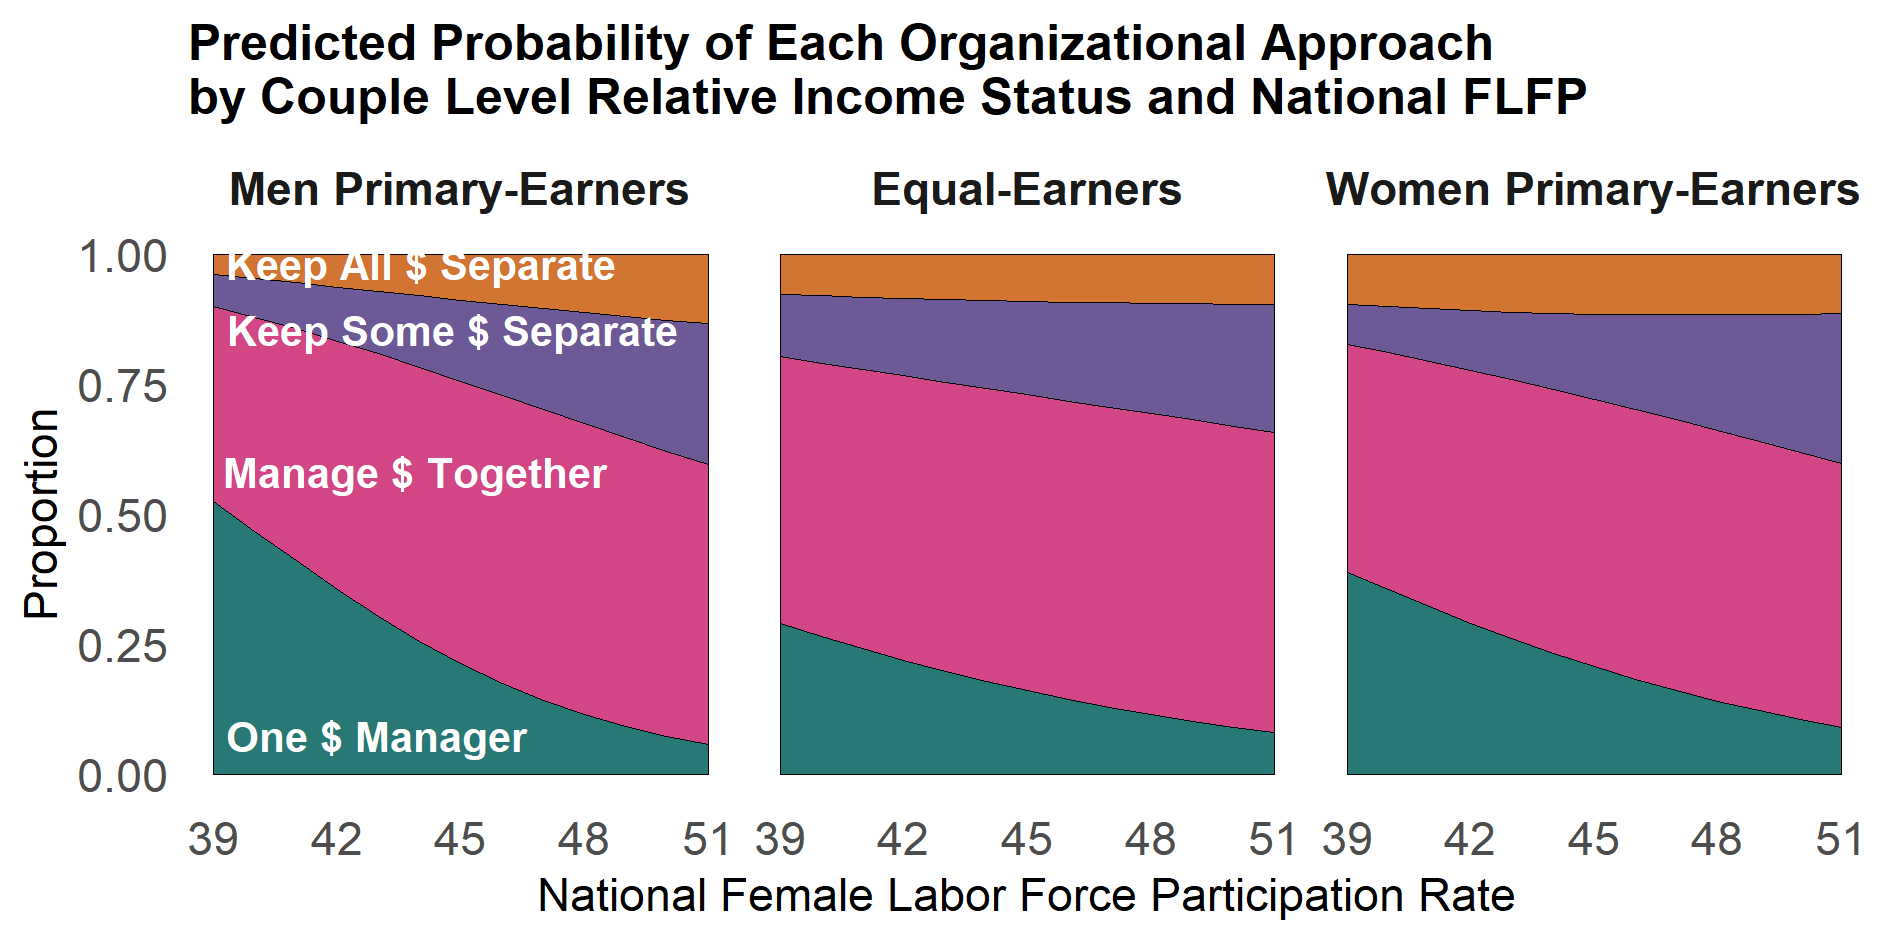 Predicted Probability of Each Organizational Approach
by Couple Level Relative Income Status and National FLFP
Men Primary-Earners
Equal-Earners
Women Primary-Earners
Proportion
1.00
0.75
0.50
0.25
0.00
Keep All $ Separate
Keep Some $ Separate
Manage $ Together
One $ Manager
39 42 45 48 51
39 42 45 48 51
39 42 45 48 51
National Female Labor Force Participation Rate